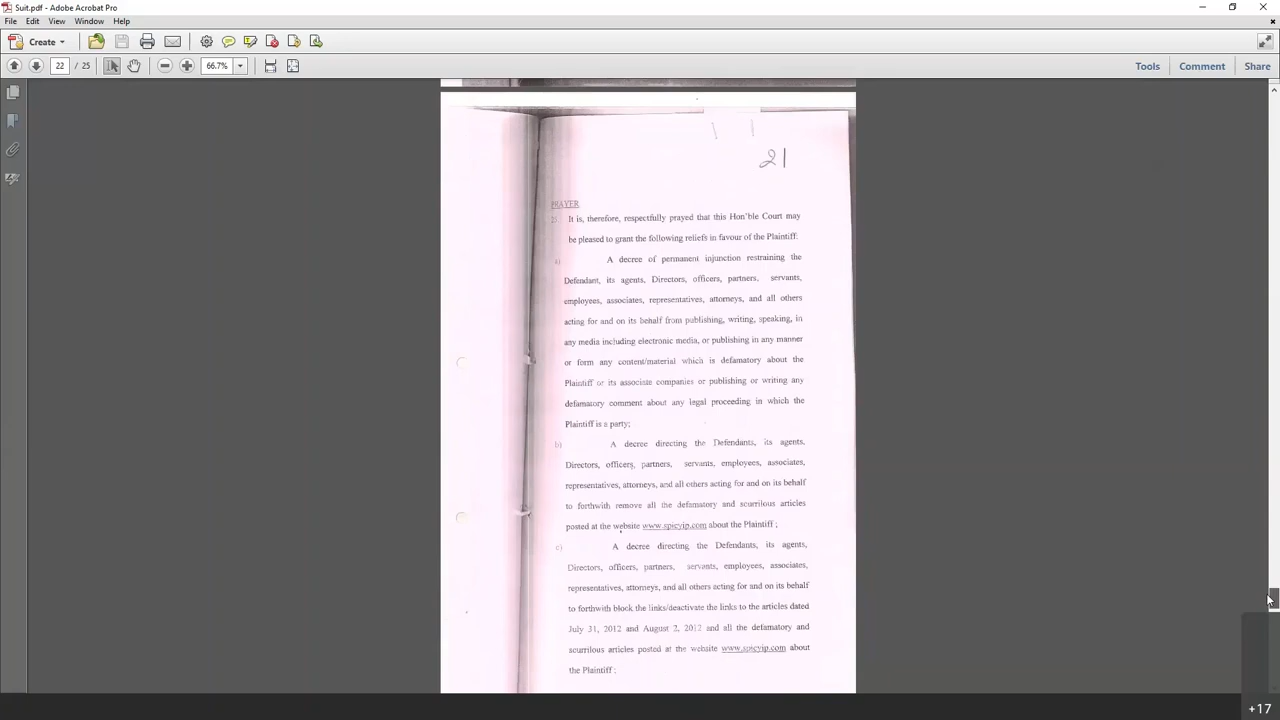 Suit.pdf - Adobe Acrobat Pro
File Edit View Window Help
Create
22 / 25 66.7% Tools Comment Share
21
PRAYER
It is, therefore, respectfully prayed that this Hon'ble Court may
be pleased to grant the following reliefs in favour of the Plaintiff:
a) A decree of permanent injunction restraining the
Defendant, its agents, Directors, officers, partners, servants,
employees, associates, representatives, attorneys, and all others
acting for and on its behalf from publishing, writing, speaking, in
any media including electronic media, or publishing in any manner
or form any content/material which is defamatory about the
Plaintiff or its associate companies or publishing or writing any
defamatory comment about any legal proceeding in which the
Plaintiff is a party;
b) A decree directing the Defendants, its agents,
Directors, officers, partners, servants, employees, associates,
representatives, attorneys, and all others acting for and on its behalf
to forthwith remove all the defamatory and scurrilous articles
posted at the website www.spicyip.com about the Plaintiff ;
c) A decree directing the Defendants, its agents,
Directors, officers, partners, servants, employees, associates,
representatives, attorneys, and all others acting for and on its behalf
to forthwith block the links/deactivate the links to the articles dated
July 31, 2012 and August 2, 2012 and all the defamatory and
scurrilous articles posted at the website www.spicyip.com about
the Plaintiff ;
+17